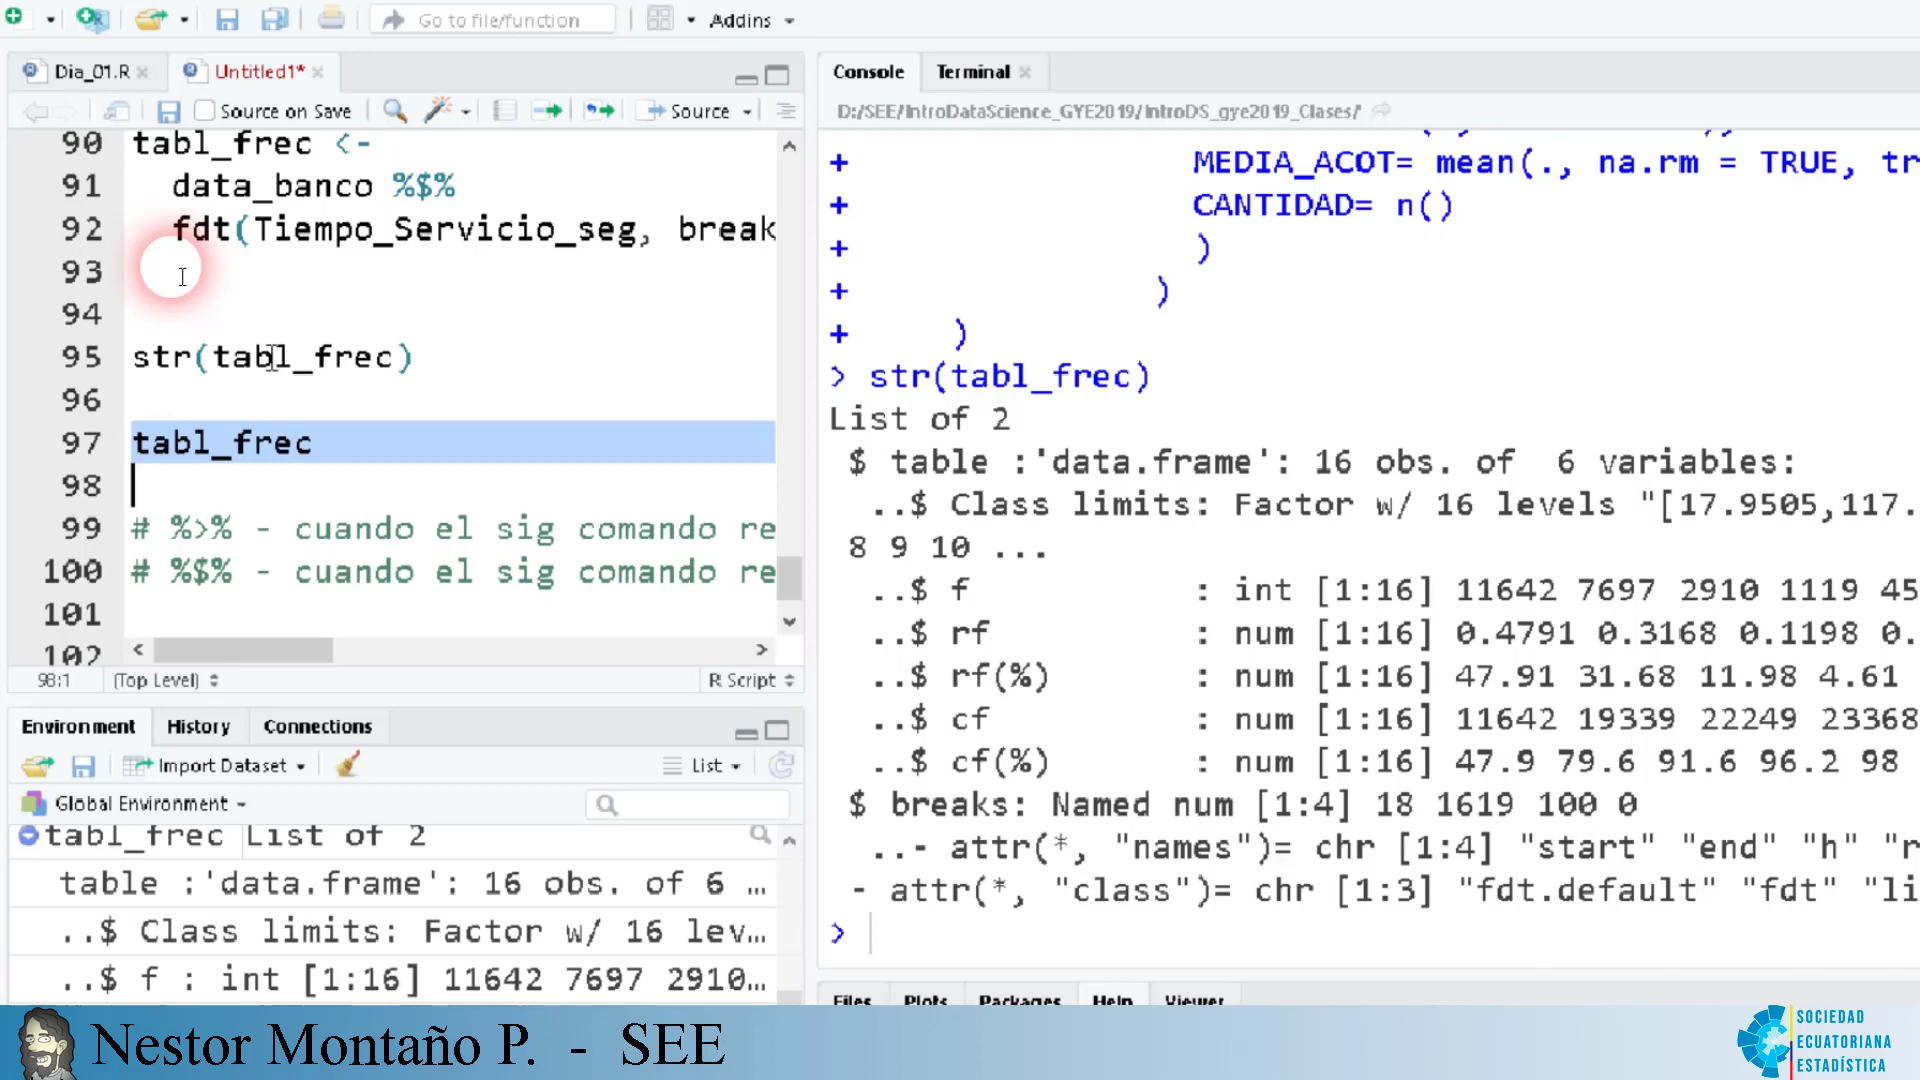 Go to file/function
Addins
Dia_01.R
Untitled1*
Source on Save
Source
90 tabl_frec <-
91 data_banco %$%
92 fdt(Tiempo_Servicio_seg, break
93
94
95 str(tabl_frec)
96
97 tabl_frec
98
99 # %>% - cuando el sig comando re
100 # %$% - cuando el sig comando re
101
102
98:1
(Top Level)
R Script
Environment
History
Connections
Import Dataset
List
Global Environment
tabl_frec List of 2
table :'data.frame': 16 obs. of 6 ...
..$ Class limits: Factor w/ 16 lev...
..$ f : int [1:16] 11642 7697 2910...
Console
Terminal
D:/SEE/IntroDataScience_GYE2019/IntroDS_gye2019_Clases/
+ MEDIA_ACOT= mean(., na.rm = TRUE, tr
+ CANTIDAD= n()
+ )
+ )
+ )
> str(tabl_frec)
List of 2
$ table :'data.frame': 16 obs. of 6 variables:
..$ Class limits: Factor w/ 16 levels "[17.9505,117.
8 9 10 ...
..$ f : int [1:16] 11642 7697 2910 1119 45
..$ rf : num [1:16] 0.4791 0.3168 0.1198 0.
..$ rf(%) : num [1:16] 47.91 31.68 11.98 4.61
..$ cf : num [1:16] 11642 19339 22249 23368
..$ cf(%) : num [1:16] 47.9 79.6 91.6 96.2 98
$ breaks: Named num [1:4] 18 1619 100 0
..- attr(*, "names")= chr [1:4] "start" "end" "h" "r
- attr(*, "class")= chr [1:3] "fdt.default" "fdt" "li
>
Files
Plots
Packages
Help
Viewer
Nestor Montaño P. - SEE
SOCIEDAD
ECUATORIANA
ESTADÍSTICA